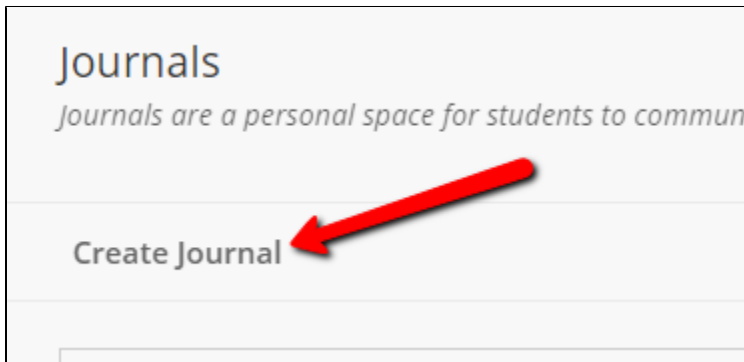 Journals
Journals are a personal space for students to commun
Create Journal